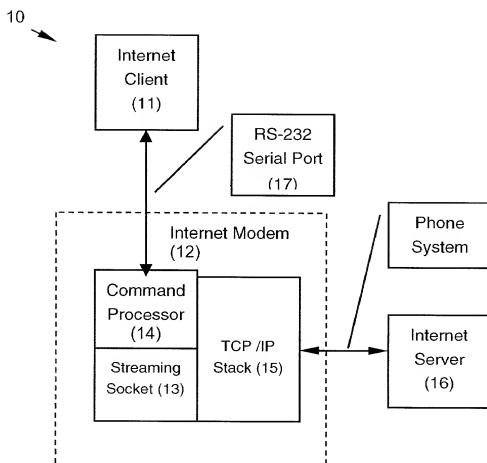 10
Internet
Client
(11)
RS-232
Serial Port
(17)
Internet Modem
(12)
Phone
System
Command
Processor
(14)
TCP /IP
Stack (15)
Streaming
Socket (13)
Internet
Server
(16)